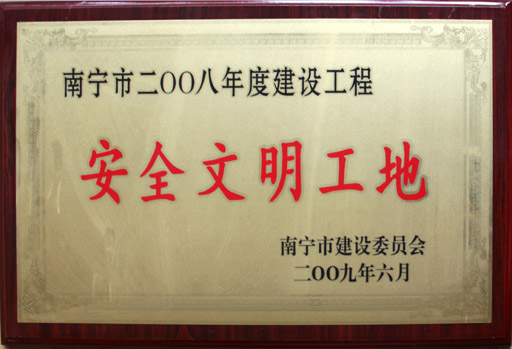 南宁市二OO八年度建设工程
安全文明工地
南宁市建设委员会
二OO九年六月